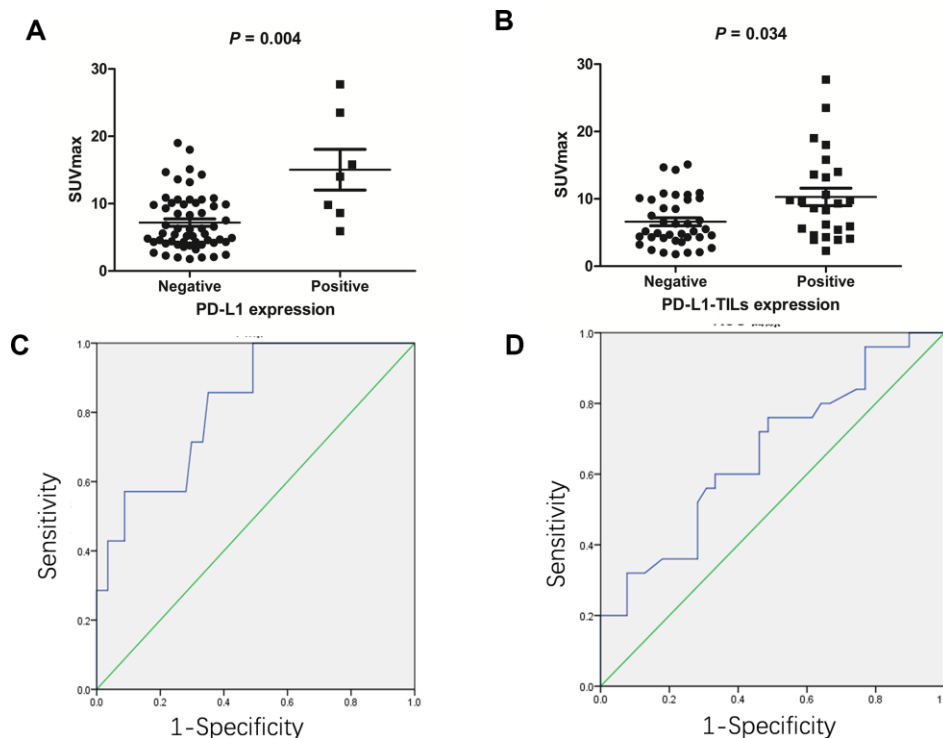 A
P = 0.004
SUVmax
30
20
10
0
Negative
Positive
PD-L1 expression
B
P = 0.034
SUVmax
30
20
10
0
Negative
Positive
PD-L1-TILs expression
C
Sensitivity
1.0
0.8
0.6
0.4
0.2
0.0
0.0 0.2 0.4 0.6 0.8 1.0
1-Specificity
D
Sensitivity
1.0
0.8
0.6
0.4
0.2
0.0
0.0 0.2 0.4 0.6 0.8
1-Specificity